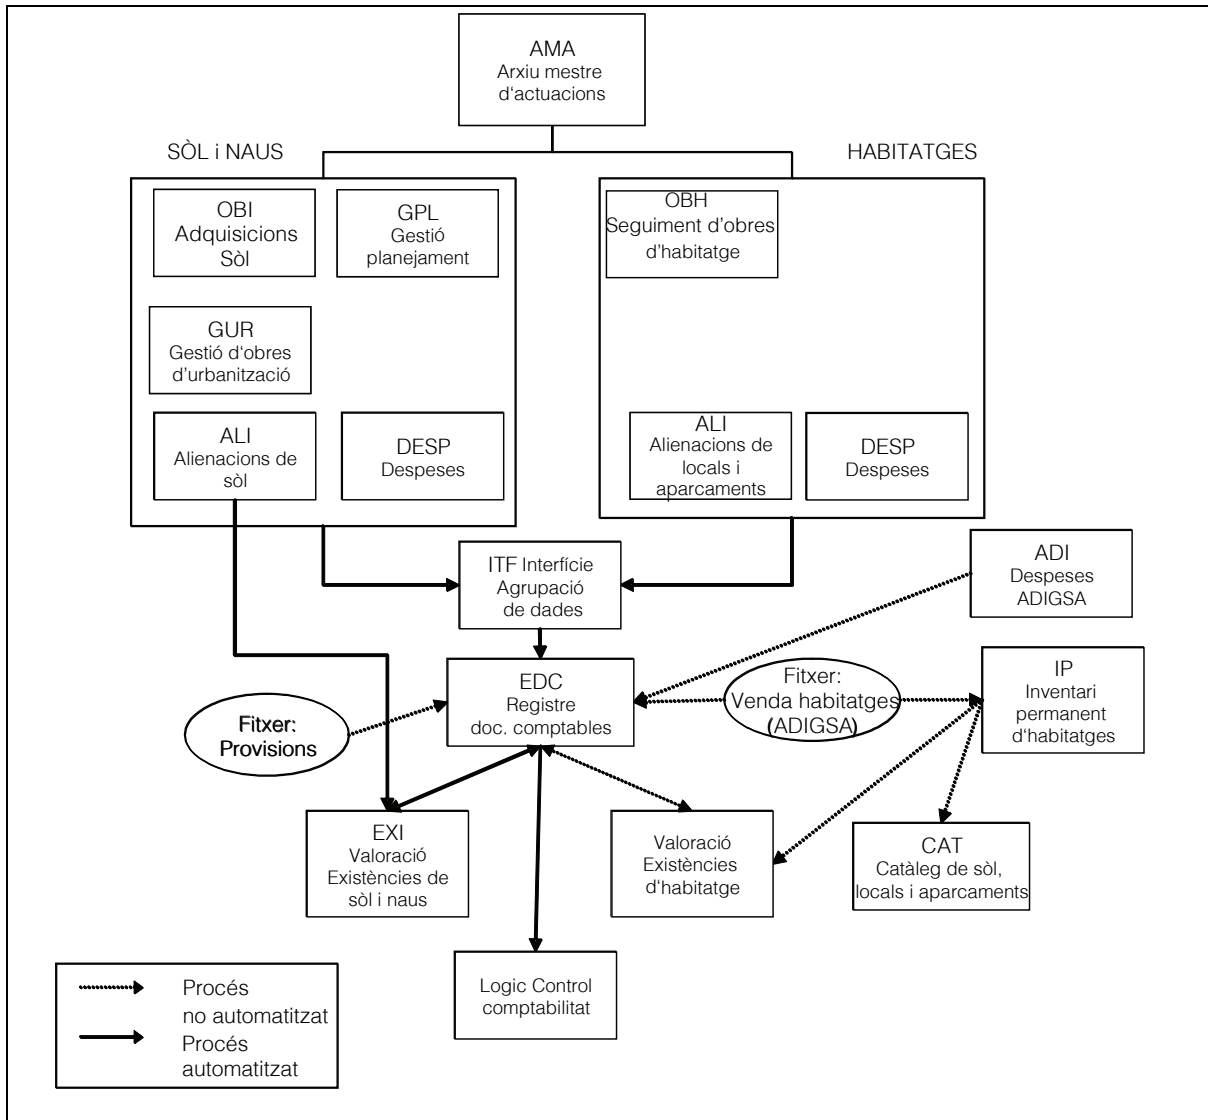 AMA
Arxiu mestre
d'actuacions
SÒL i NAUS
HABITATGES
OBI
Adquisicions
Sòl
GPL
Gestió
planejament
OBH
Seguiment d'obres
d'habitatge
GUR
Gestió d'obres
d'urbanització
ALI
Alienacions de
sòl
DESP
Despeses
ALI
Alienacions de
locals i
aparcaments
DESP
Despeses
ITF Interfície
Agrupació
de dades
ADI
Despeses
ADIGSA
EDC
Registre
doc. comptables
Fitxer:
Venda habitatges
(ADIGSA)
IP
Inventari
permanent
d'habitatges
Fitxer:
Provisions
EXI
Valoració
Existències de
sòl i naus
Valoració
Existències
d'habitatge
CAT
Catàleg de sòl,
locals i aparcaments
Logic Control
comptabilitat
Procés
no automatitzat
Procés
automatitzat